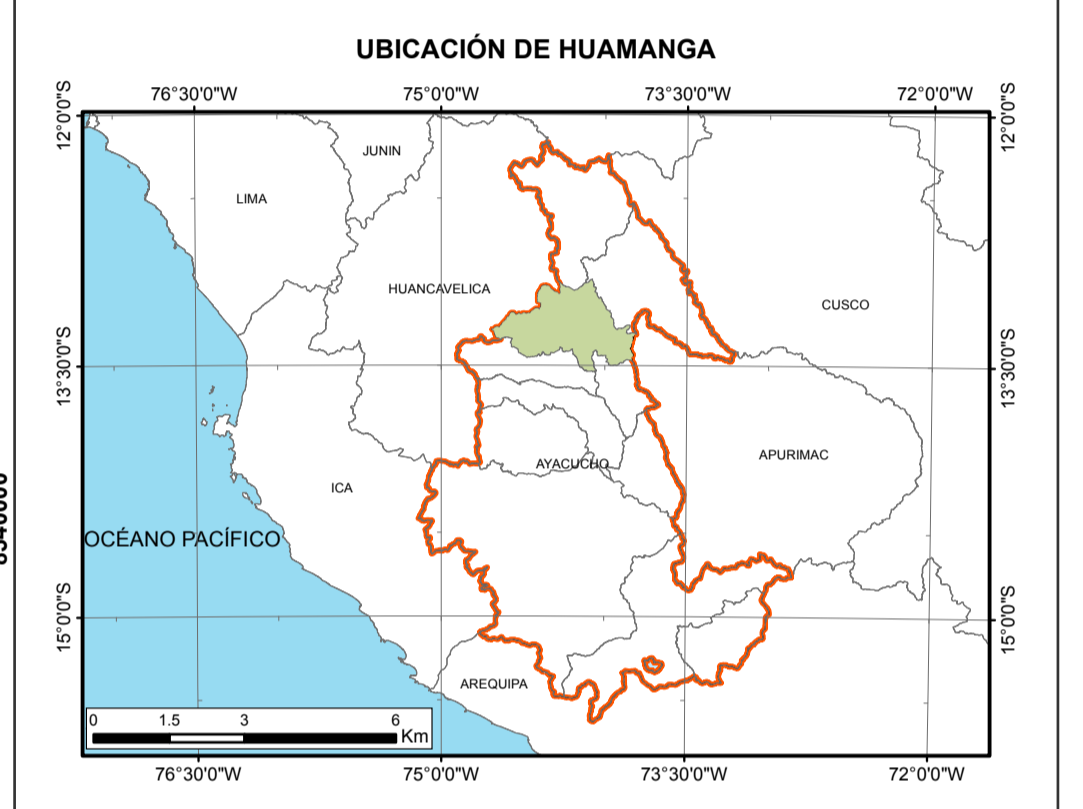 UBICACIÓN DE HUAMANGA
76°30'0"W 75°0'0"W 73°30'0"W 72°0'0"W
12°0'0"S 12°0'0"S
JUNIN
LIMA
HUANCAVELICA
CUSCO
13°30'0"S 13°30'0"S
APURIMAC
AYACUCHO
ICA
OCÉANO PACÍFICO
15°0'0"S 15°0'0"S
AREQUIPA
0 1.5 3 6
Km
76°30'0"W 75°0'0"W 73°30'0"W 72°0'0"W